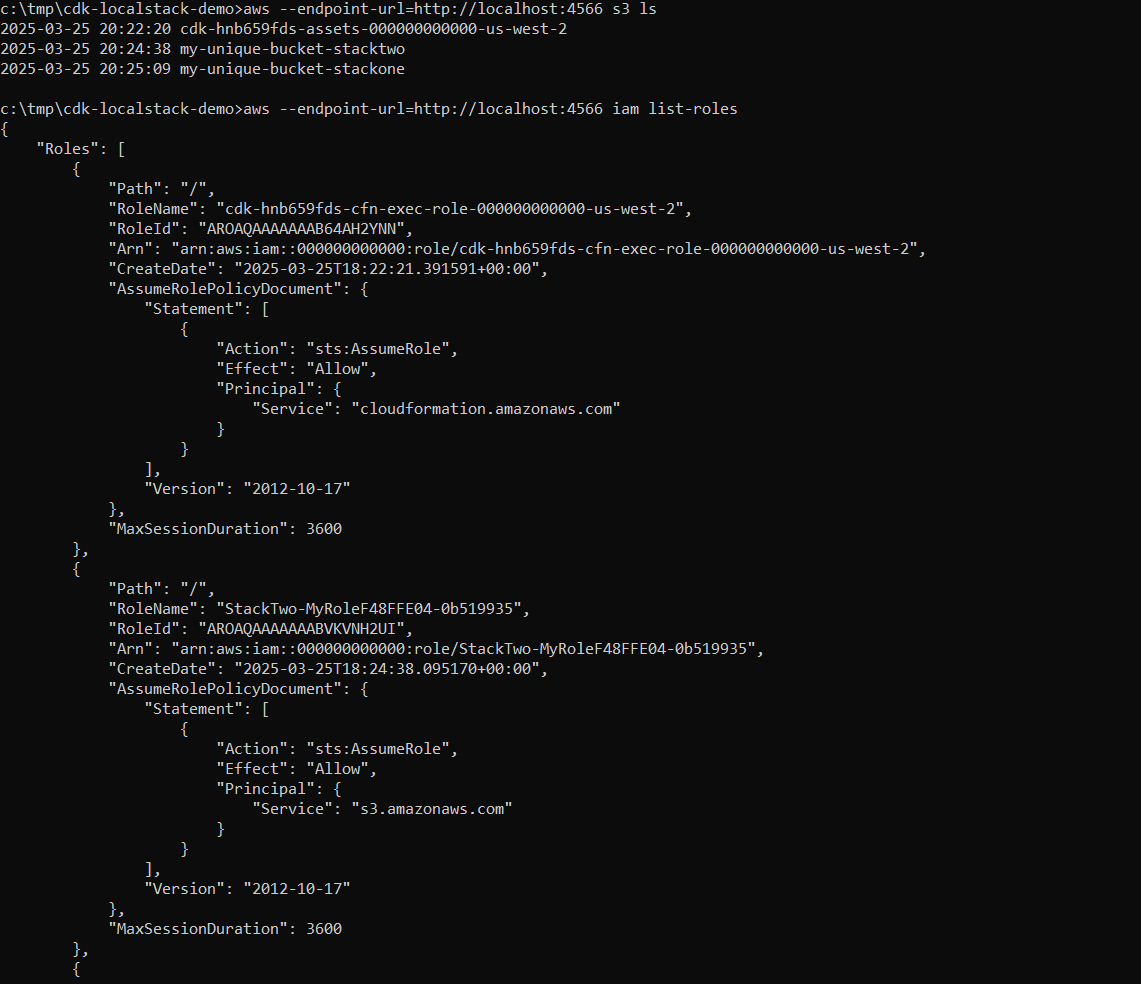 c:\tmp\cdk-localstack-demo>aws --endpoint-url=http://localhost:4566 s3 ls
2025-03-25 20:22:20 cdk-hnb659fds-assets-000000000000-us-west-2
2025-03-25 20:24:38 my-unique-bucket-stacktwo
2025-03-25 20:25:09 my-unique-bucket-stackone

c:\tmp\cdk-localstack-demo>aws --endpoint-url=http://localhost:4566 iam list-roles
{
    "Roles": [
        {
            "Path": "/",
            "RoleName": "cdk-hnb659fds-cfn-exec-role-000000000000-us-west-2",
            "RoleId": "AROAQAAAAAAAB64AH2YNN",
            "Arn": "arn:aws:iam::000000000000:role/cdk-hnb659fds-cfn-exec-role-000000000000-us-west-2",
            "CreateDate": "2025-03-25T18:22:21.391591+00:00",
            "AssumeRolePolicyDocument": {
                "Statement": [
                    {
                        "Action": "sts:AssumeRole",
                        "Effect": "Allow",
                        "Principal": {
                            "Service": "cloudformation.amazonaws.com"
                        }
                    }
                ],
                "Version": "2012-10-17"
            },
            "MaxSessionDuration": 3600
        },
        {
            "Path": "/",
            "RoleName": "StackTwo-MyRoleF48FFE04-0b519935",
            "RoleId": "AROAQAAAAAAABVKVNH2UI",
            "Arn": "arn:aws:iam::000000000000:role/StackTwo-MyRoleF48FFE04-0b519935",
            "CreateDate": "2025-03-25T18:24:38.095170+00:00",
            "AssumeRolePolicyDocument": {
                "Statement": [
                    {
                        "Action": "sts:AssumeRole",
                        "Effect": "Allow",
                        "Principal": {
                            "Service": "s3.amazonaws.com"
                        }
                    }
                ],
                "Version": "2012-10-17"
            },
            "MaxSessionDuration": 3600
        },
        {